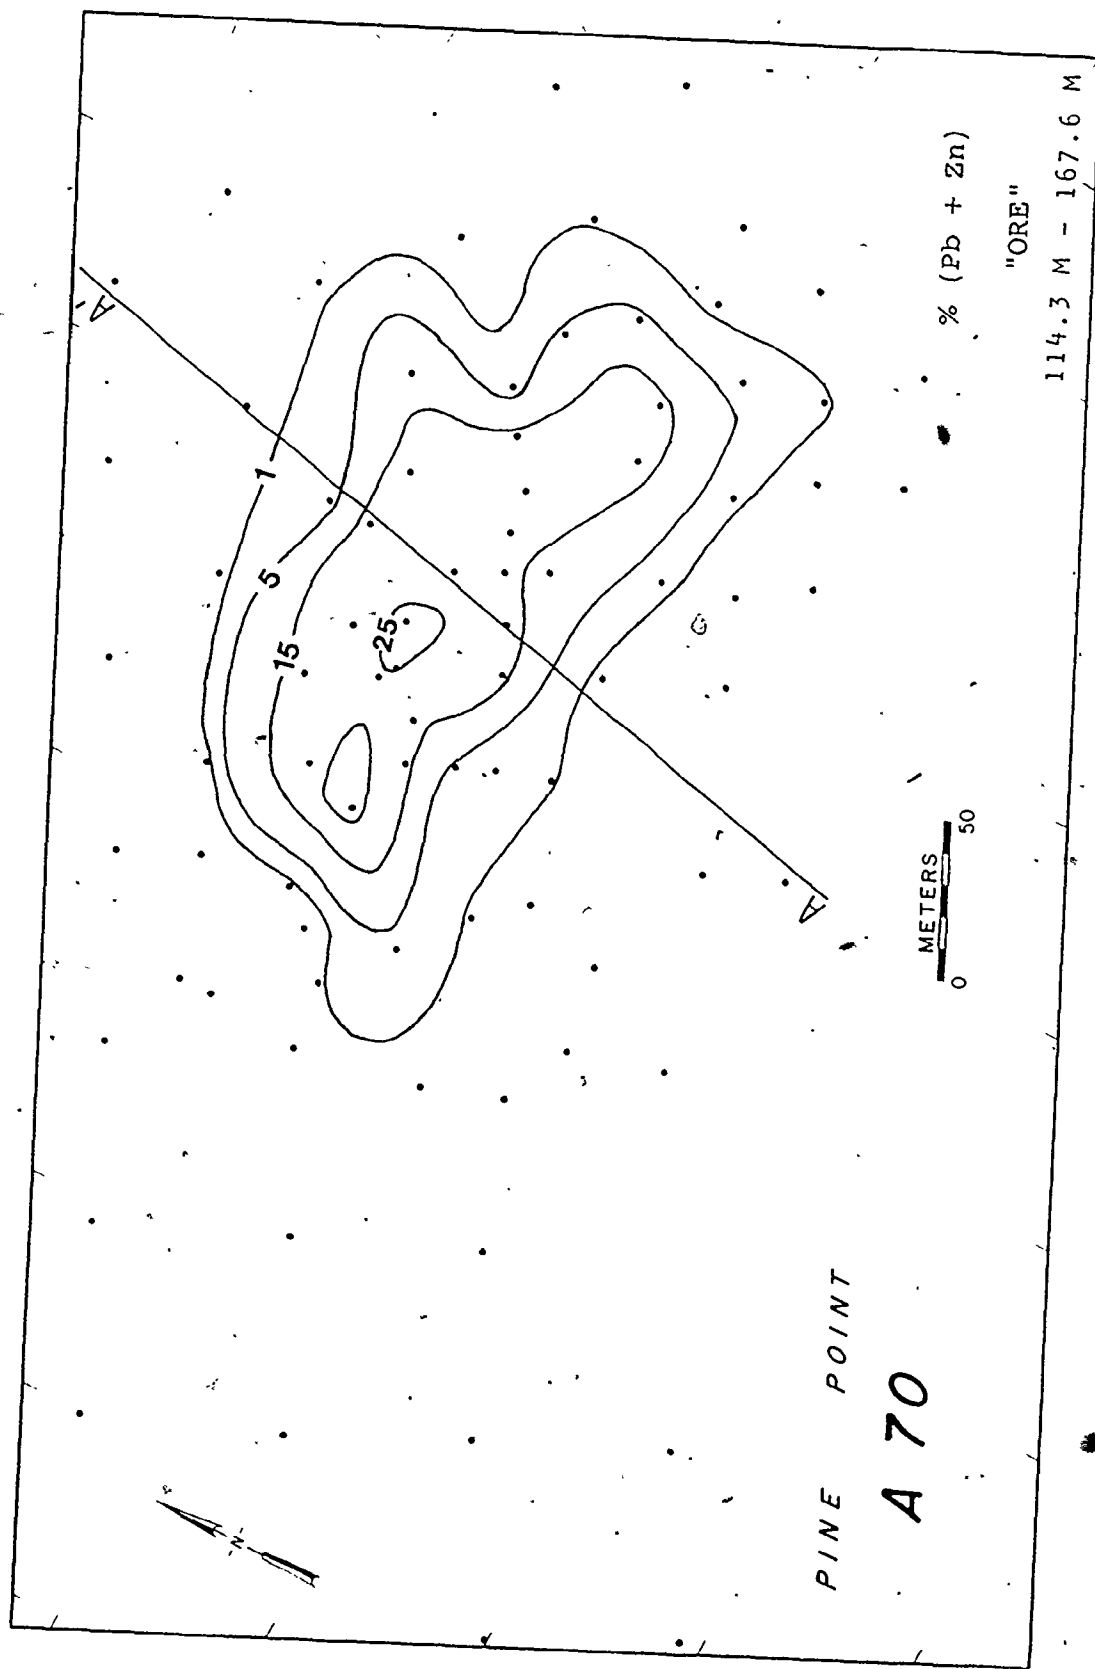 A'
1
5
15
25
A
% (Pb + Zn)
"ORE"
114.3 M - 167.6 M
METERS
0 50
PINE POINT
A 70
-N-